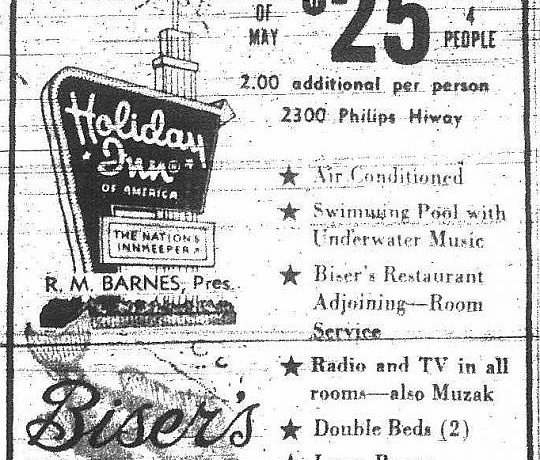 OF
MAY
25
4
PEOPLE
2.00 additional per person
2300 Philips Hiway
Holiday
Inn®
OF AMERICA
THE NATION'S
INNKEEPER
R. M. BARNES, Pres.
★ Air Conditioned
★ Swimming Pool with
Underwater Music
★ Biser's Restaurant
Adjoining—Room
Service
★ Radio and TV in all
rooms—also Muzak
★ Double Beds (2)
Biser's